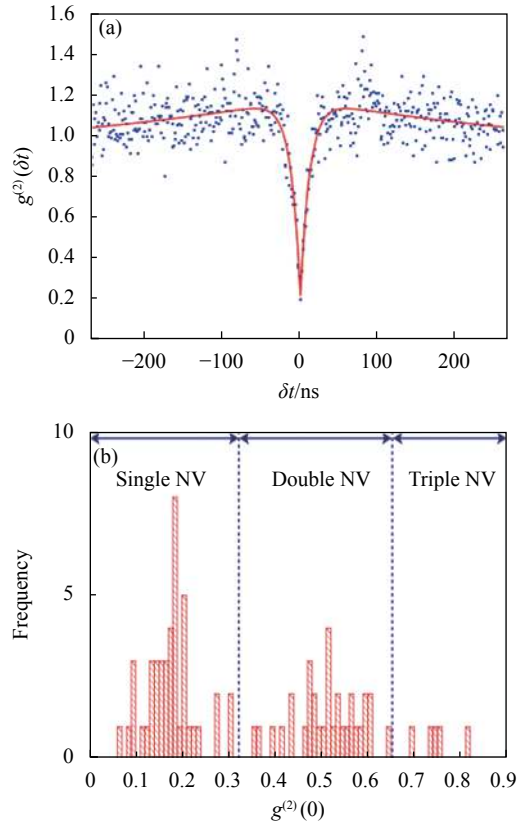 (a)
1.6
1.4
1.2
1.0
0.8
0.6
0.4
0.2
0
g⁽²⁾(δt)
−200 −100 0 100 200
δt/ns
(b)
10
5
0
Frequency
Single NV Double NV Triple NV
0 0.1 0.2 0.3 0.4 0.5 0.6 0.7 0.8 0.9
g⁽²⁾(0)